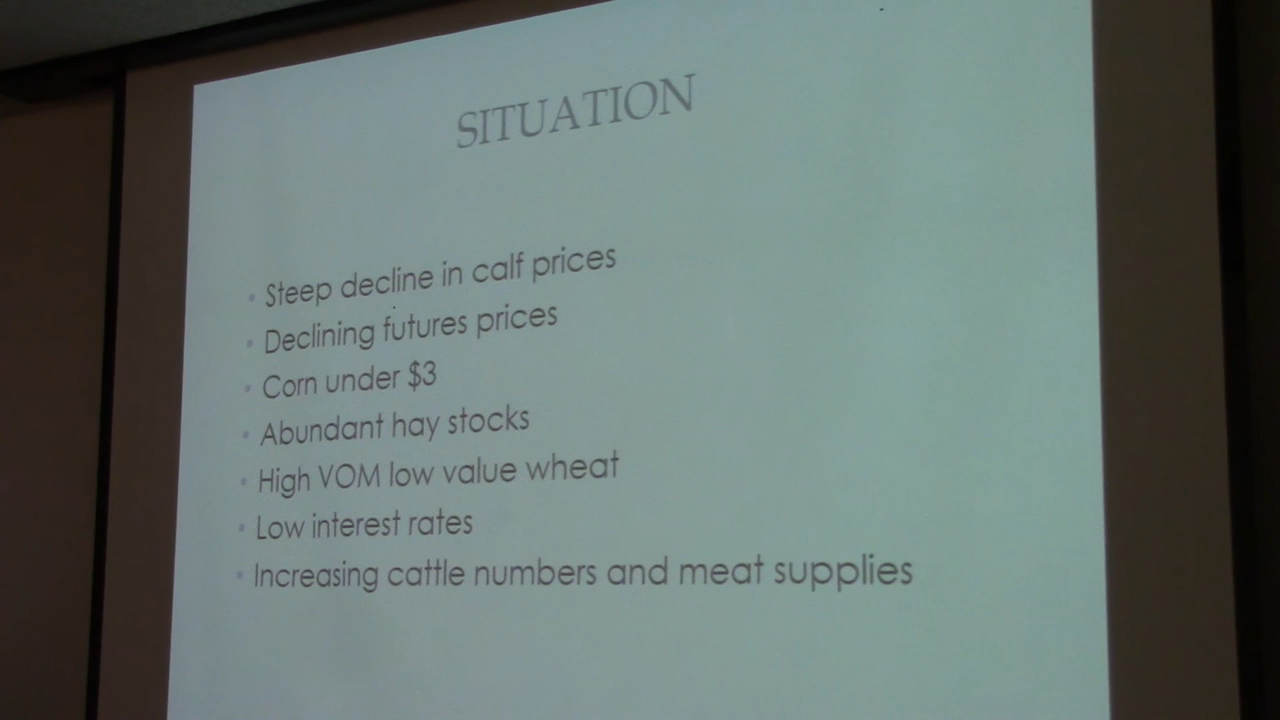 SITUATION
• Steep decline in calf prices
• Declining futures prices
• Corn under $3
• Abundant hay stocks
• High VOM low value wheat
• Low interest rates
• Increasing cattle numbers and meat supplies